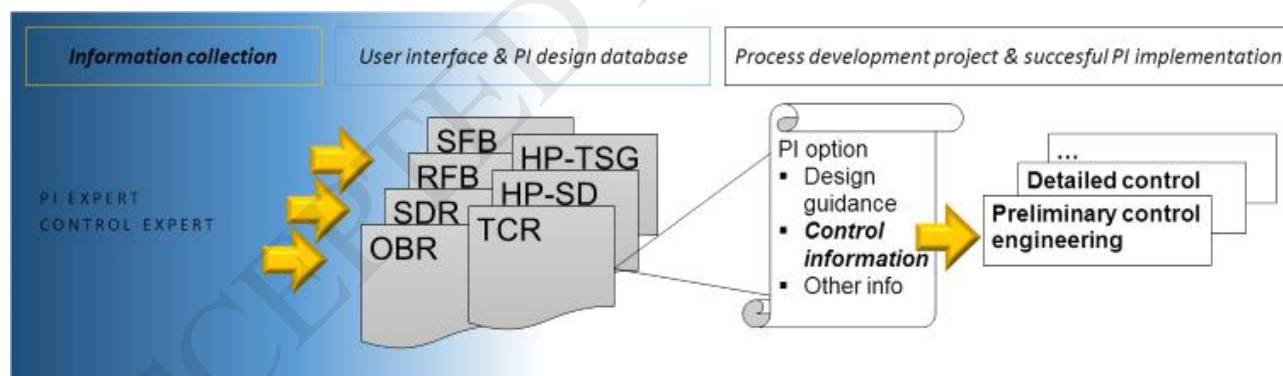 Information collection
User interface & PI design database
Process development project & succesful PI implementation
PI EXPERT
CONTROL EXPERT
SFB
HP-TSG
RFB
HP-SD
SDR
TCR
OBR
PI option
▪ Design
guidance
▪ Control
information
▪ Other info
...
Detailed control
Preliminary control
engineering